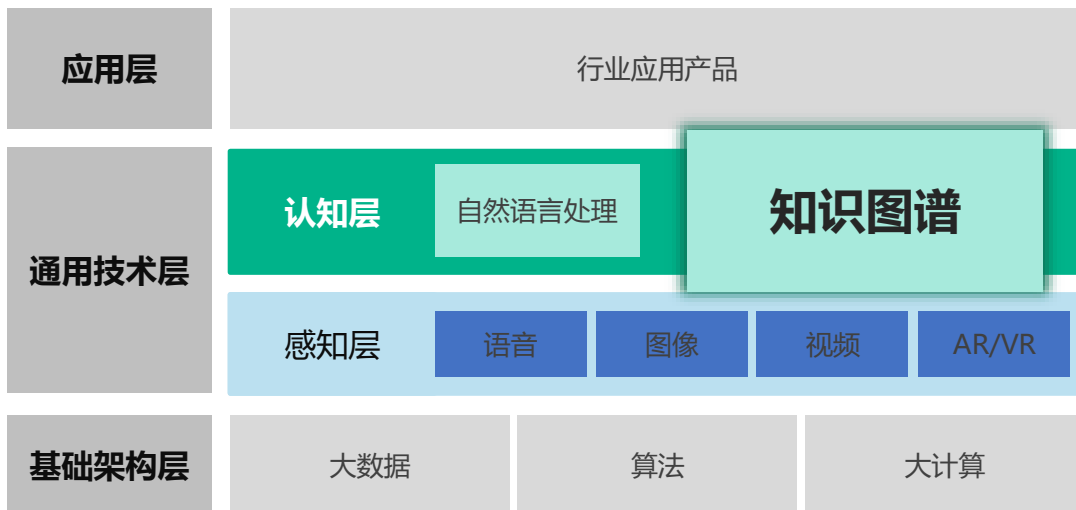 应用层
行业应用产品
通用技术层
认知层
自然语言处理
知识图谱
感知层
语音
图像
视频
AR/VR
基础架构层
大数据
算法
大计算